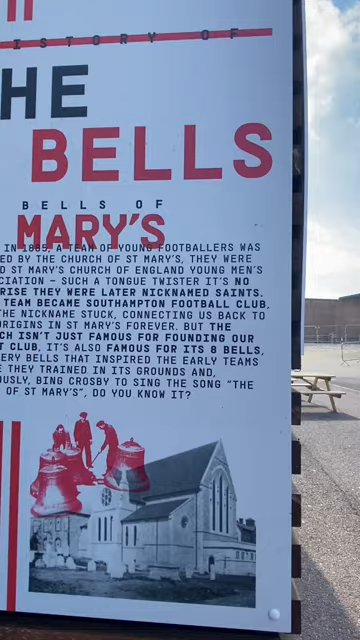 ISTORY OF
HE
BELLS
BELLS OF
MARY'S
IN 1885, A TEAM OF YOUNG FOOTBALLERS WAS
ED BY THE CHURCH OF ST MARY'S, THEY WERE
D ST MARY'S CHURCH OF ENGLAND YOUNG MEN'S
CIATION – SUCH A TONGUE TWISTER IT'S NO
RISE THEY WERE LATER NICKNAMED SAINTS.
TEAM BECAME SOUTHAMPTON FOOTBALL CLUB,
THE NICKNAME STUCK, CONNECTING US BACK TO
ORIGINS IN ST MARY'S FOREVER. BUT THE
CH ISN'T JUST FAMOUS FOR FOUNDING OUR
T CLUB, IT'S ALSO FAMOUS FOR ITS 8 BELLS,
ERY BELLS THAT INSPIRED THE EARLY TEAMS
THEY TRAINED IN ITS GROUNDS AND,
OUSLY, BING CROSBY TO SING THE SONG "THE
OF ST MARY'S", DO YOU KNOW IT?